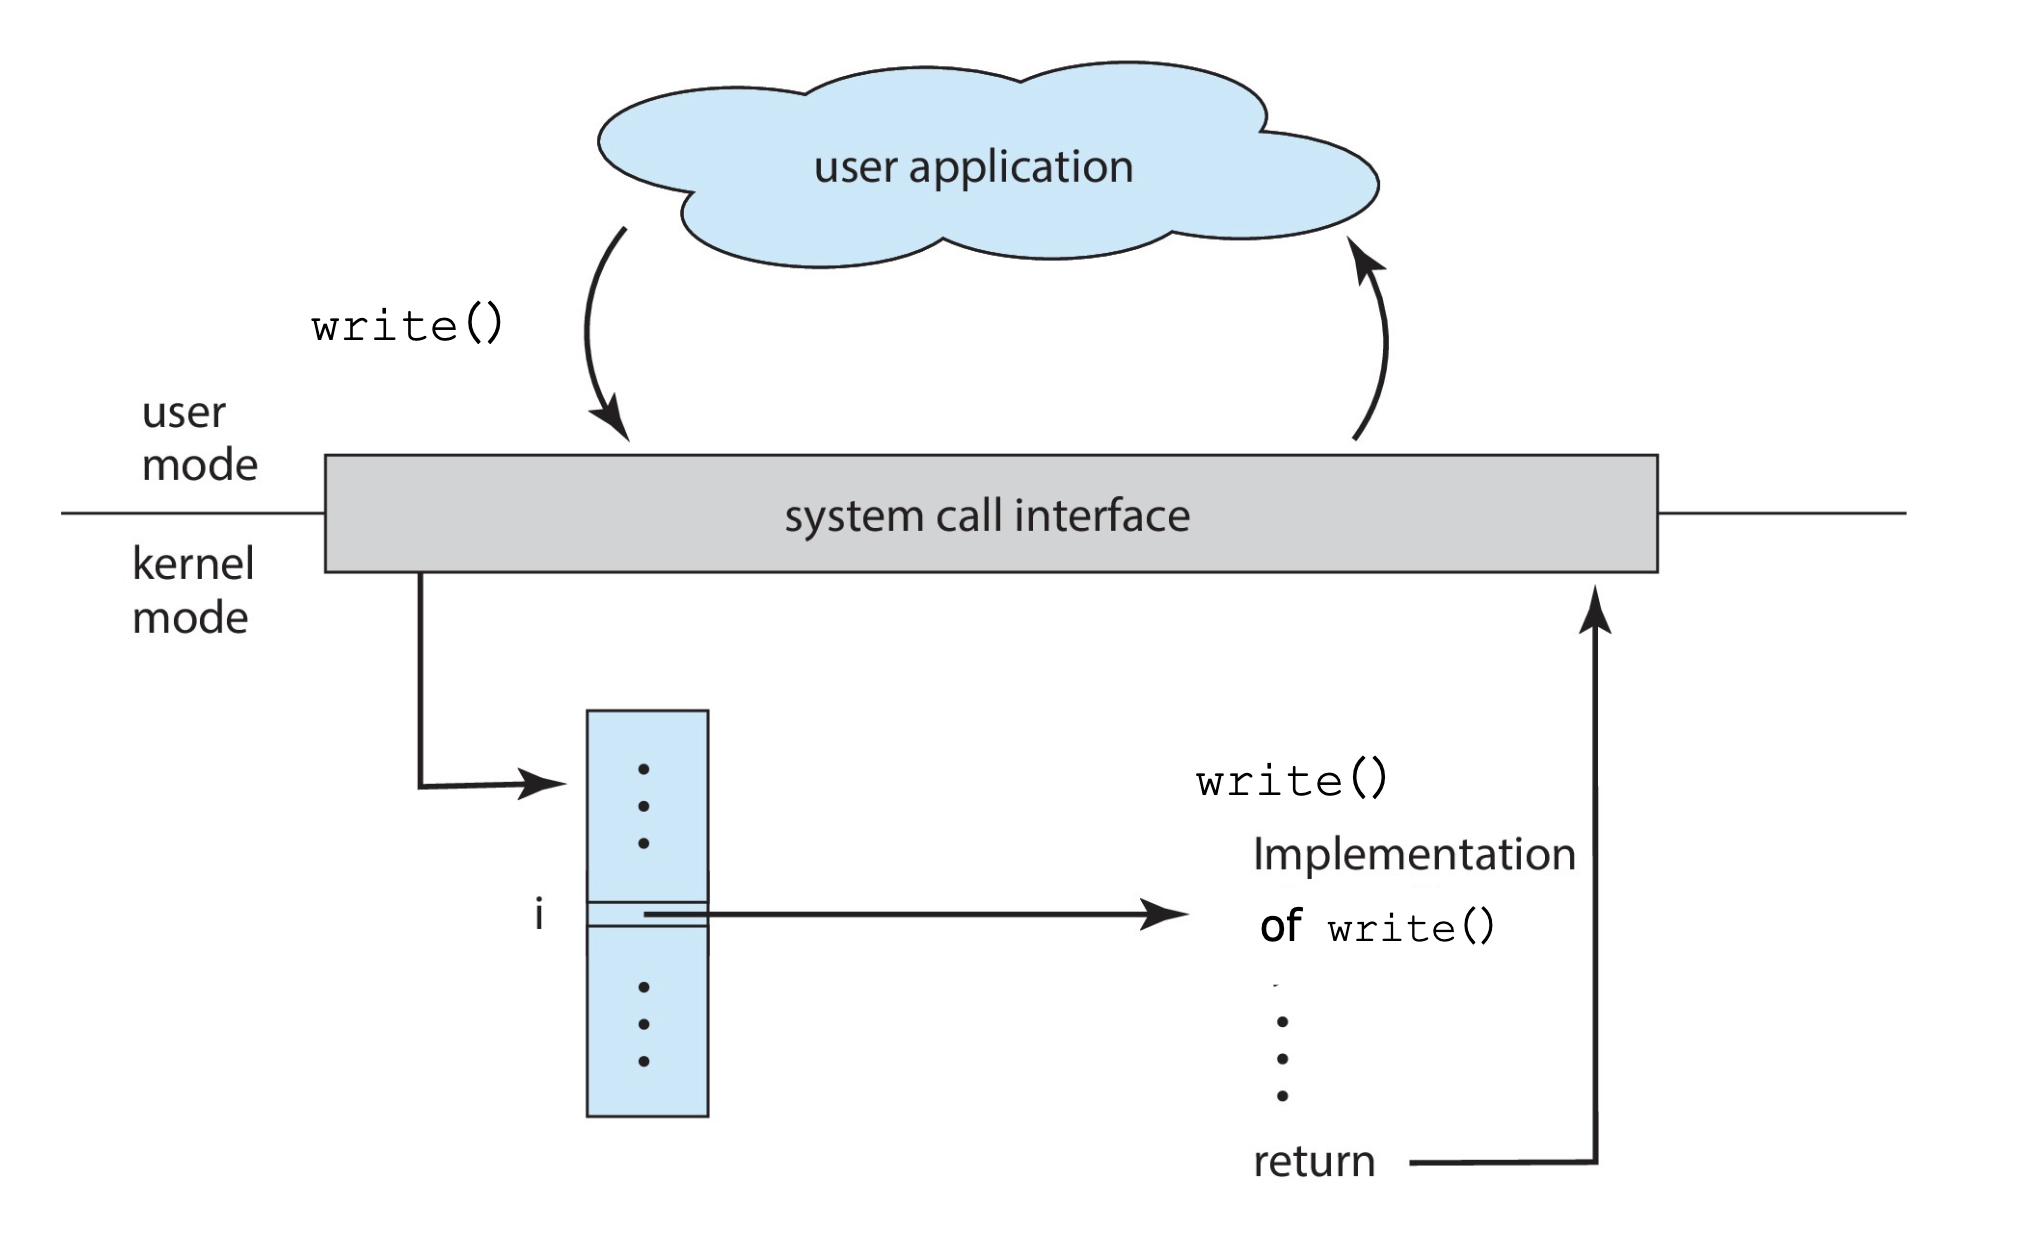 user application
write()
user
mode
system call interface
kernel
mode
write()
Implementation
i
of write()
return